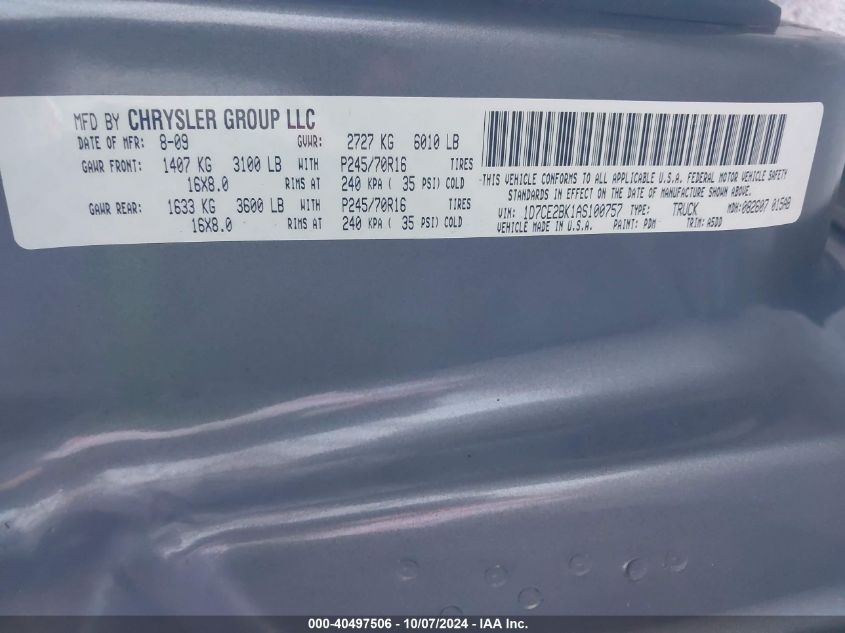 MFD BY CHRYSLER GROUP LLC
DATE OF MFR: 8-09 GVWR: 2727 KG 6010 LB
GAWR FRONT: 1407 KG 3100 LB WITH P245/70R16 TIRES
16X8.0 RIMS AT 240 KPA ( 35 PSI) COLD
GAWR REAR: 1633 KG 3600 LB WITH P245/70R16 TIRES
16X8.0 RIMS AT 240 KPA ( 35 PSI) COLD
THIS VEHICLE CONFORMS TO ALL APPLICABLE U.S.A. FEDERAL MOTOR VEHICLE SAFETY
STANDARDS IN EFFECT ON THE DATE OF MANUFACTURE SHOWN ABOVE.
VIN: 1D7CE2BK1AS100757 TYPE: TRUCK MDH: 082607 015AB
VEHICLE MADE IN U.S.A. PAINT: PDM TRIM: ASDD
000-40497506 - 10/07/2024 - IAA Inc.